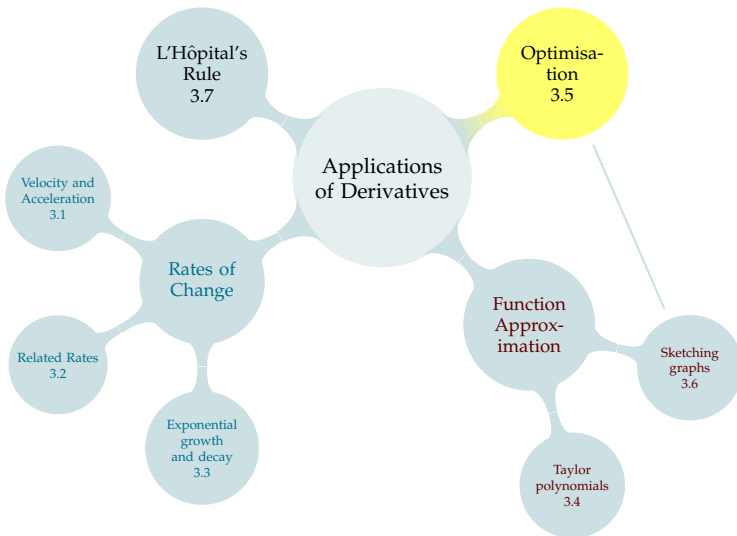 L'Hôpital's
Rule
3.7
Optimisa-
tion
3.5
Applications
of Derivatives
Velocity and
Acceleration
3.1
Rates of
Change
Related Rates
3.2
Exponential
growth
and decay
3.3
Function
Approx-
imation
Sketching
graphs
3.6
Taylor
polynomials
3.4